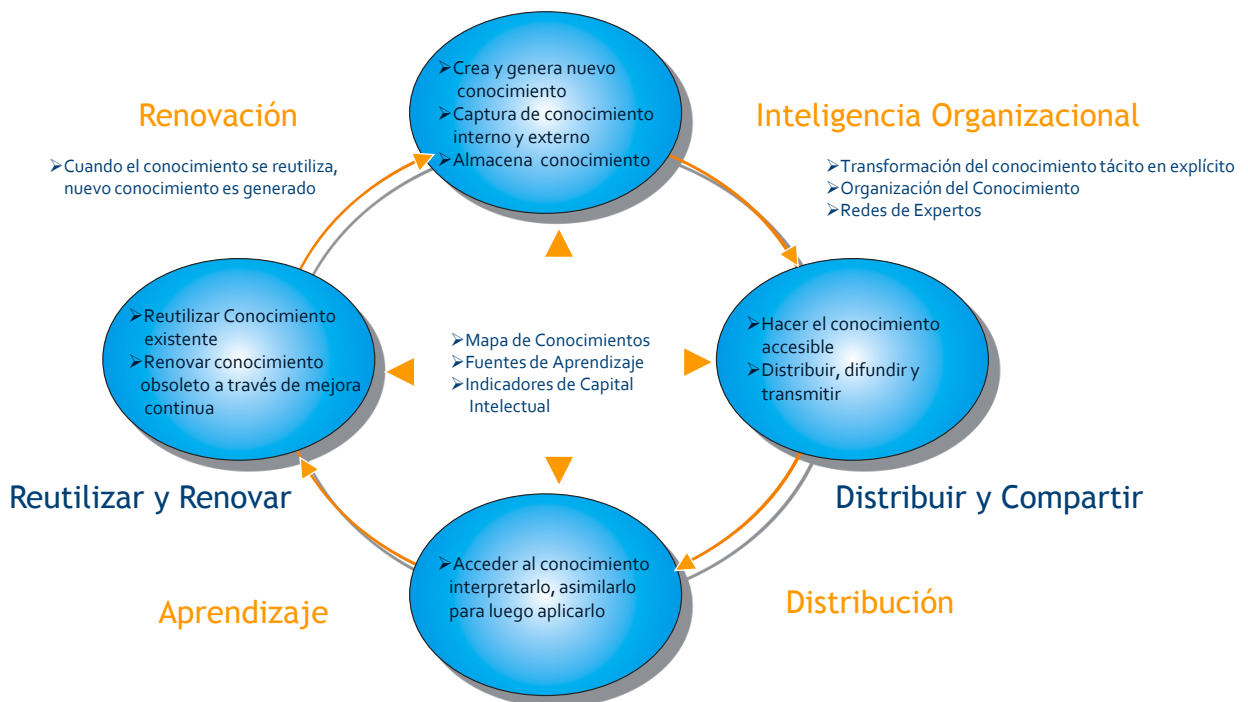 ➢Crea y genera nuevo
conocimiento
➢Captura de conocimiento
interno y externo
➢Almacena conocimiento
Renovación
➢Cuando el conocimiento se reutiliza,
nuevo conocimiento es generado
Inteligencia Organizacional
➢Transformación del conocimiento tácito en explícito
➢Organización del Conocimiento
➢Redes de Expertos
➢Reutilizar Conocimiento
existente
➢Renovar conocimiento
obsoleto a través de mejora
continua
➢Mapa de Conocimientos
➢Fuentes de Aprendizaje
➢Indicadores de Capital
Intelectual
➢Hacer el conocimiento
accesible
➢Distribuir, difundir y
transmitir
Reutilizar y Renovar
Distribuir y Compartir
➢Acceder al conocimiento
interpretarlo, asimilarlo
para luego aplicarlo
Aprendizaje
Distribución